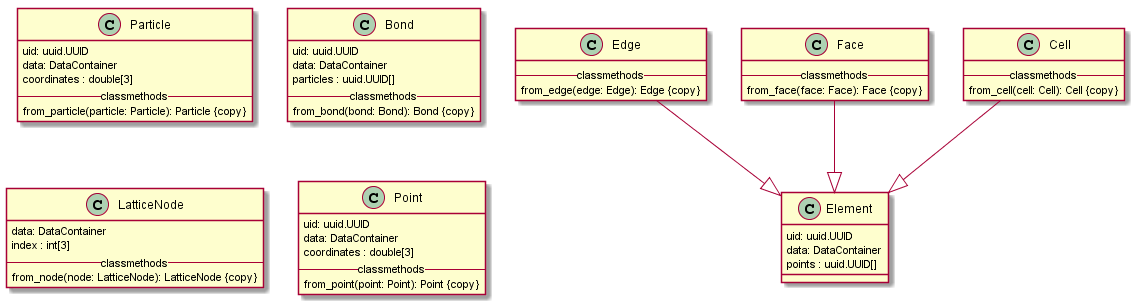 C Particle
uid: uuid.UUID
data: DataContainer
coordinates : double[3]
classmethods
from_particle(particle: Particle): Particle {copy}
C Bond
uid: uuid.UUID
data: DataContainer
particles : uuid.UUID[]
classmethods
from_bond(bond: Bond): Bond {copy}
C Edge
classmethods
from_edge(edge: Edge): Edge {copy}
C Face
classmethods
from_face(face: Face): Face {copy}
C Cell
classmethods
from_cell(cell: Cell): Cell {copy}
C LatticeNode
data: DataContainer
index : int[3]
classmethods
from_node(node: LatticeNode): LatticeNode {copy}
C Point
uid: uuid.UUID
data: DataContainer
coordinates : double[3]
classmethods
from_point(point: Point): Point {copy}
C Element
uid: uuid.UUID
data: DataContainer
points : uuid.UUID[]